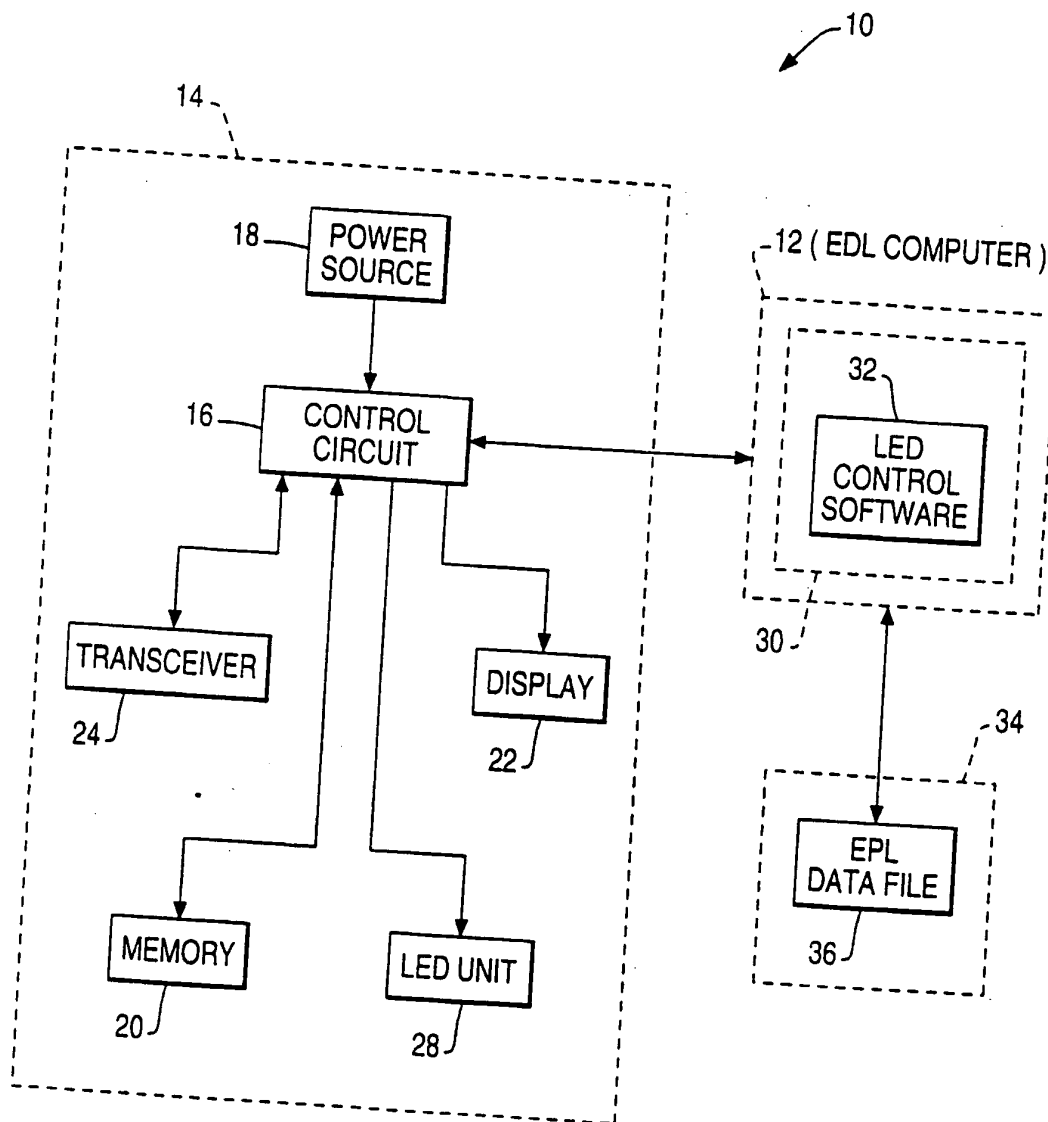 10
14
18
POWER
SOURCE
12 ( EDL COMPUTER )
16
CONTROL
CIRCUIT
32
LED
CONTROL
SOFTWARE
30
TRANSCEIVER
24
DISPLAY
22
34
EPL
DATA FILE
36
MEMORY
20
LED UNIT
28